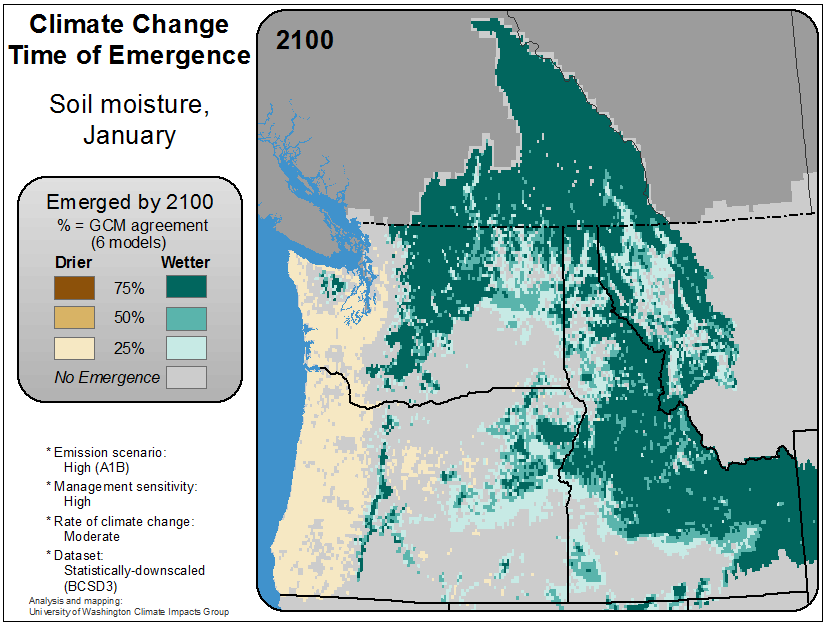 Climate Change
Time of Emergence
Soil moisture,
January
2100
Emerged by 2100
% = GCM agreement
(6 models)
Drier Wetter
75%
50%
25%
No Emergence
* Emission scenario:
High (A1B)
* Management sensitivity:
High
* Rate of climate change:
Moderate
* Dataset:
Statistically-downscaled
(BCSD3)
Analysis and mapping:
University of Washington Climate Impacts Group